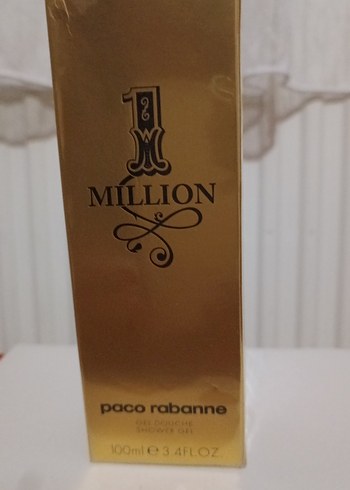 1
MILLION
paco rabanne
GEL DOUCHE
SHOWER GEL
100ml e 3.4FL.OZ.